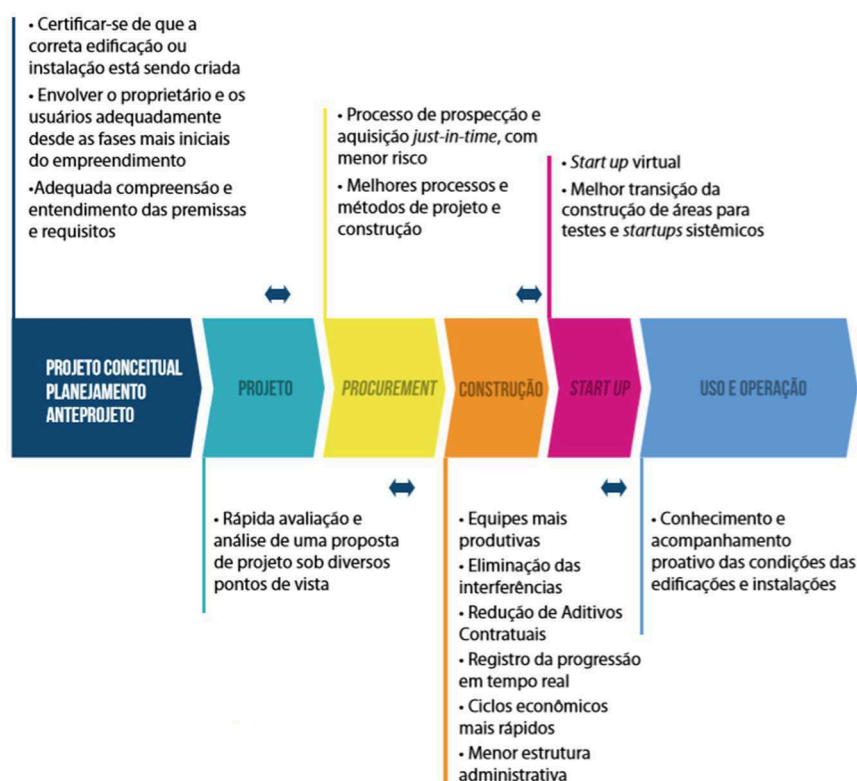 • Certificar-se de que a
correta edificação ou
instalação está sendo criada
• Envolver o proprietário e os
usuários adequadamente
desde as fases mais iniciais
do empreendimento
•Adequada compreensão e
entendimento das premissas
e requisitos
• Processo de prospecção e
aquisição just-in-time, com
menor risco
• Melhores processos e
métodos de projeto e
construção
• Start up virtual
• Melhor transição da
construção de áreas para
testes e startups sistêmicos
PROJETO CONCEITUAL
PLANEJAMENTO
ANTEPROJETO
PROJETO
PROCUREMENT
CONSTRUÇÃO
START UP
USO E OPERAÇÃO
• Rápida avaliação e
análise de uma proposta
de projeto sob diversos
pontos de vista
• Equipes mais
produtivas
• Eliminação das
interferências
• Redução de Aditivos
Contratuais
• Registro da progressão
em tempo real
• Ciclos econômicos
mais rápidos
• Menor estrutura
administrativa
• Conhecimento e
acompanhamento
proativo das condições das
edificações e instalações